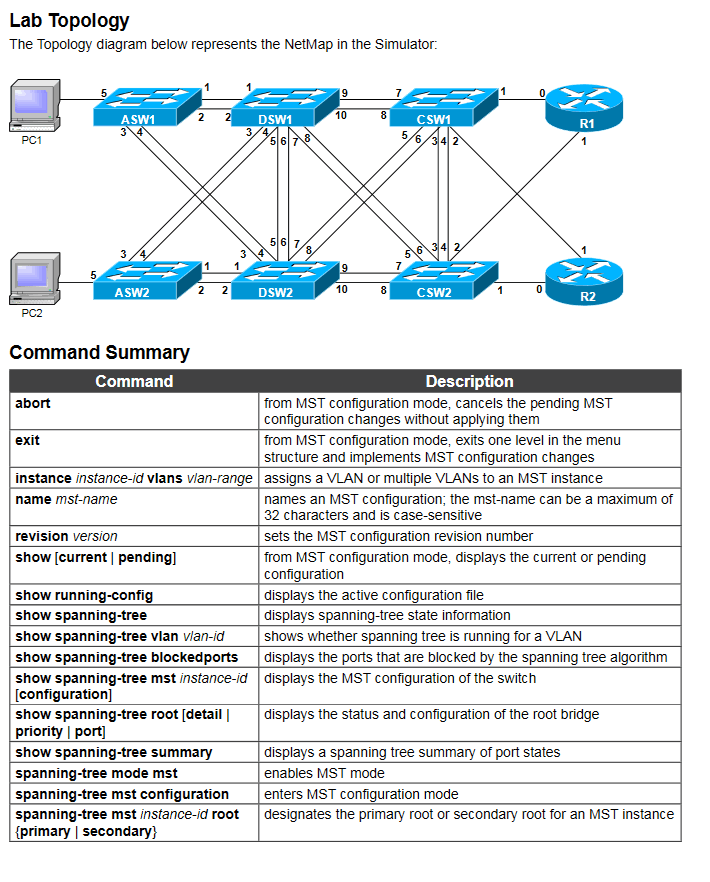 Lab Topology
The Topology diagram below represents the NetMap in the Simulator:
5 1 1 9 7 1 0
ASW1 2 2 DSW1 10 8 CSW1 R1
PC1 3 4 3 4 5 6 7 8 5 6 3 4 2 1
3 4 3 4 5 6 7 8 5 6 3 4 2 1
5 1 1 9 7
ASW2 2 2 DSW2 10 8 CSW2 1 0 R2
PC2
Command Summary
Command Description
abort from MST configuration mode, cancels the pending MST
configuration changes without applying them
exit from MST configuration mode, exits one level in the menu
structure and implements MST configuration changes
instance instance-id vlans vlan-range assigns a VLAN or multiple VLANs to an MST instance
name mst-name names an MST configuration; the mst-name can be a maximum of
32 characters and is case-sensitive
revision version sets the MST configuration revision number
show [current | pending] from MST configuration mode, displays the current or pending
configuration
show running-config displays the active configuration file
show spanning-tree displays spanning-tree state information
show spanning-tree vlan vlan-id shows whether spanning tree is running for a VLAN
show spanning-tree blockedports displays the ports that are blocked by the spanning tree algorithm
show spanning-tree mst instance-id displays the MST configuration of the switch
[configuration]
show spanning-tree root [detail | displays the status and configuration of the root bridge
priority | port]
show spanning-tree summary displays a spanning tree summary of port states
spanning-tree mode mst enables MST mode
spanning-tree mst configuration enters MST configuration mode
spanning-tree mst instance-id root designates the primary root or secondary root for an MST instance
{primary | secondary}